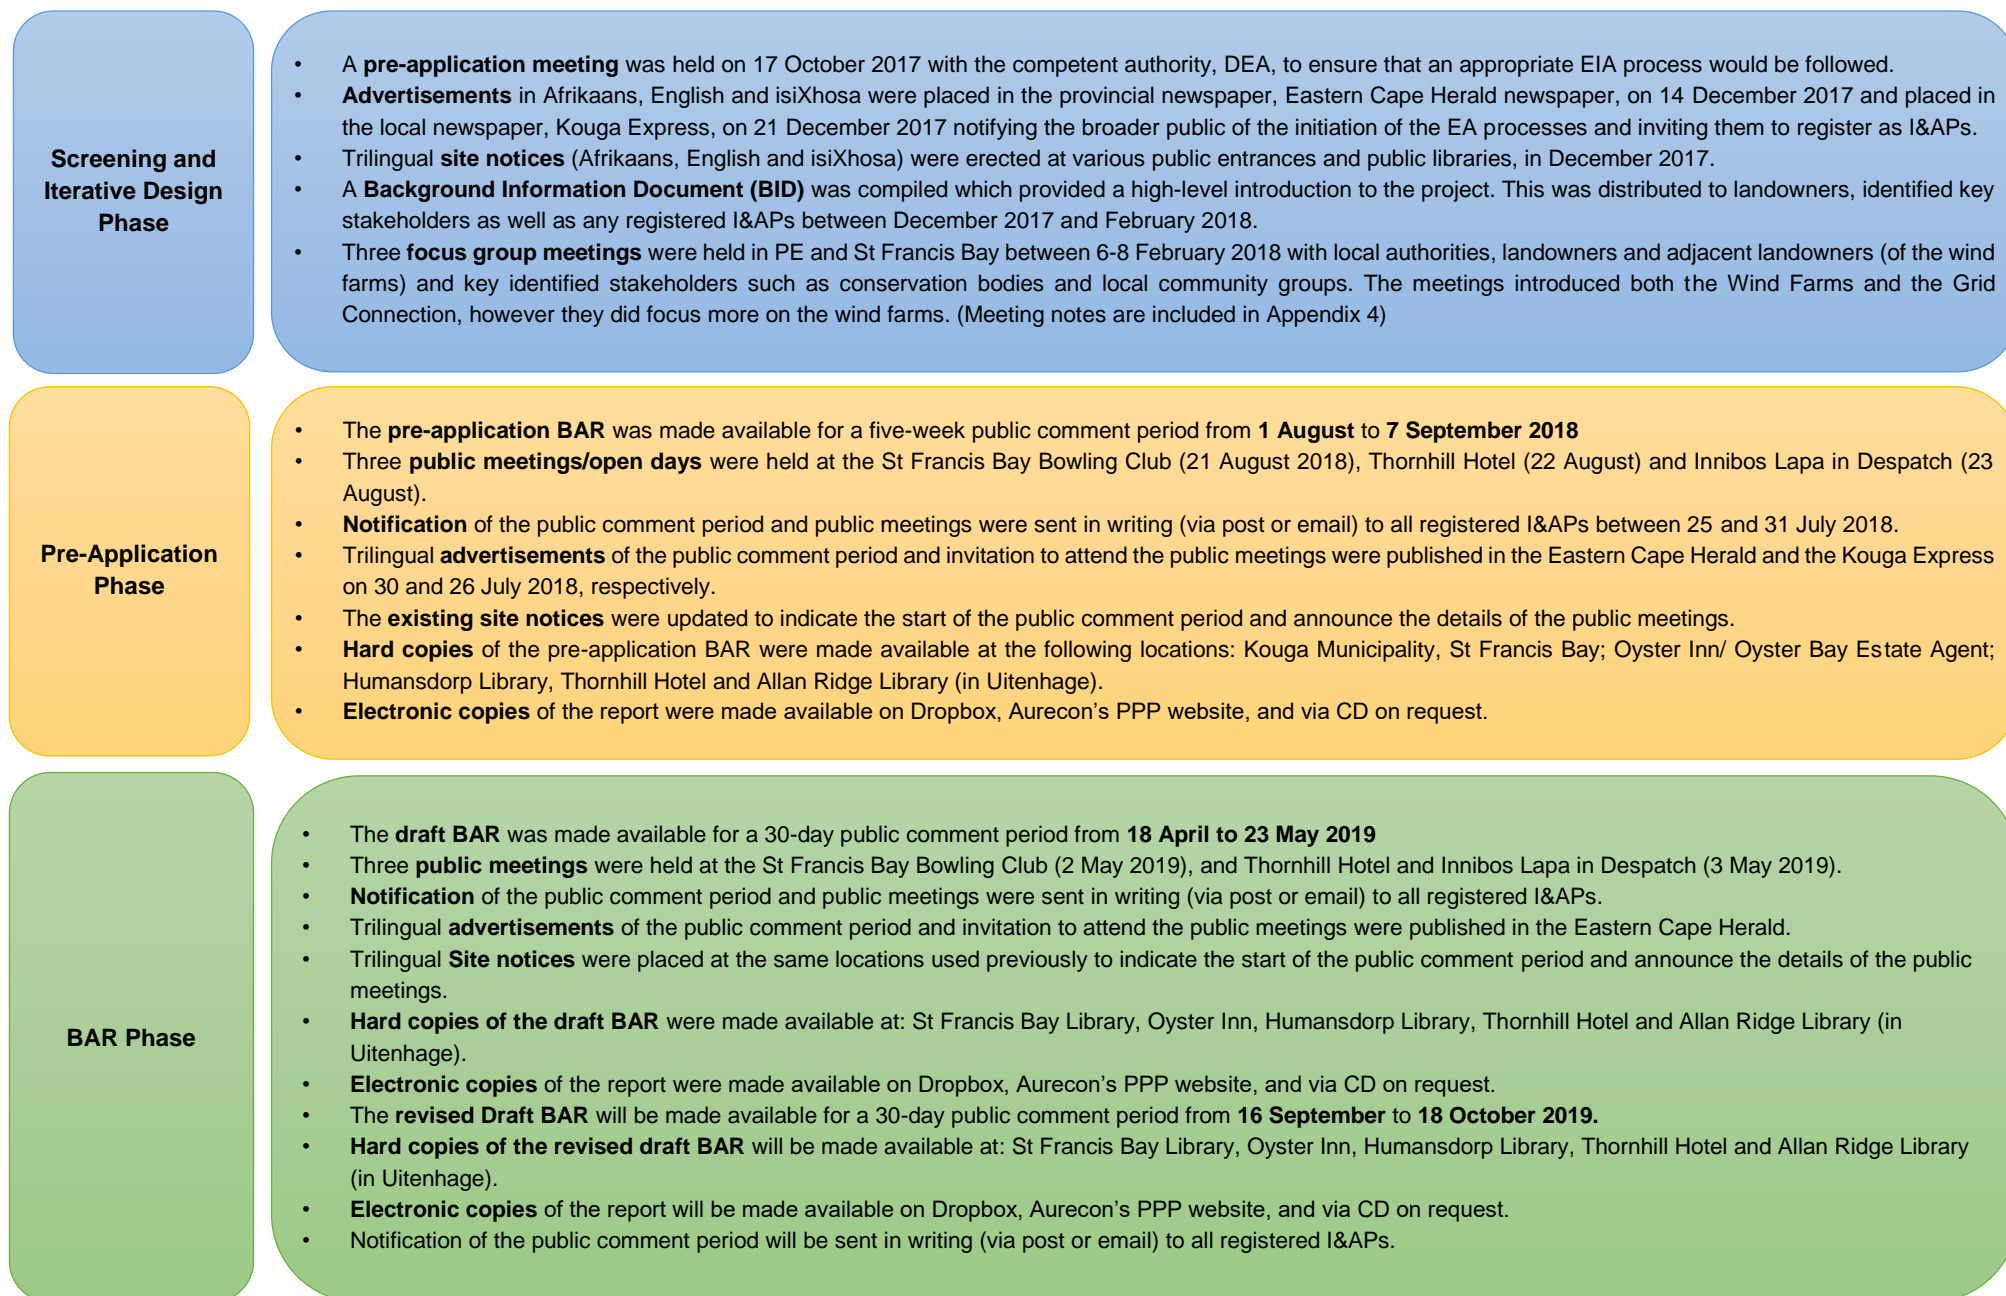 Screening and
Iterative Design
Phase
• A pre-application meeting was held on 17 October 2017 with the competent authority, DEA, to ensure that an appropriate EIA process would be followed.
• Advertisements in Afrikaans, English and isiXhosa were placed in the provincial newspaper, Eastern Cape Herald newspaper, on 14 December 2017 and placed in
the local newspaper, Kouga Express, on 21 December 2017 notifying the broader public of the initiation of the EA processes and inviting them to register as I&APs.
• Trilingual site notices (Afrikaans, English and isiXhosa) were erected at various public entrances and public libraries, in December 2017.
• A Background Information Document (BID) was compiled which provided a high-level introduction to the project. This was distributed to landowners, identified key
stakeholders as well as any registered I&APs between December 2017 and February 2018.
• Three focus group meetings were held in PE and St Francis Bay between 6-8 February 2018 with local authorities, landowners and adjacent landowners (of the wind
farms) and key identified stakeholders such as conservation bodies and local community groups. The meetings introduced both the Wind Farms and the Grid
Connection, however they did focus more on the wind farms. (Meeting notes are included in Appendix 4)
Pre-Application
Phase
• The pre-application BAR was made available for a five-week public comment period from 1 August to 7 September 2018
• Three public meetings/open days were held at the St Francis Bay Bowling Club (21 August 2018), Thornhill Hotel (22 August) and Innibos Lapa in Despatch (23
August).
• Notification of the public comment period and public meetings were sent in writing (via post or email) to all registered I&APs between 25 and 31 July 2018.
• Trilingual advertisements of the public comment period and invitation to attend the public meetings were published in the Eastern Cape Herald and the Kouga Express
on 30 and 26 July 2018, respectively.
• The existing site notices were updated to indicate the start of the public comment period and announce the details of the public meetings.
• Hard copies of the pre-application BAR were made available at the following locations: Kouga Municipality, St Francis Bay; Oyster Inn/ Oyster Bay Estate Agent;
Humansdorp Library, Thornhill Hotel and Allan Ridge Library (in Uitenhage).
• Electronic copies of the report were made available on Dropbox, Aurecon's PPP website, and via CD on request.
BAR Phase
• The draft BAR was made available for a 30-day public comment period from 18 April to 23 May 2019
• Three public meetings were held at the St Francis Bay Bowling Club (2 May 2019), and Thornhill Hotel and Innibos Lapa in Despatch (3 May 2019).
• Notification of the public comment period and public meetings were sent in writing (via post or email) to all registered I&APs.
• Trilingual advertisements of the public comment period and invitation to attend the public meetings were published in the Eastern Cape Herald.
• Trilingual Site notices were placed at the same locations used previously to indicate the start of the public comment period and announce the details of the public
meetings.
• Hard copies of the draft BAR were made available at: St Francis Bay Library, Oyster Inn, Humansdorp Library, Thornhill Hotel and Allan Ridge Library (in
Uitenhage).
• Electronic copies of the report were made available on Dropbox, Aurecon's PPP website, and via CD on request.
• The revised Draft BAR will be made available for a 30-day public comment period from 16 September to 18 October 2019.
• Hard copies of the revised draft BAR will be made available at: St Francis Bay Library, Oyster Inn, Humansdorp Library, Thornhill Hotel and Allan Ridge Library
(in Uitenhage).
• Electronic copies of the report will be made available on Dropbox, Aurecon's PPP website, and via CD on request.
• Notification of the public comment period will be sent in writing (via post or email) to all registered I&APs.